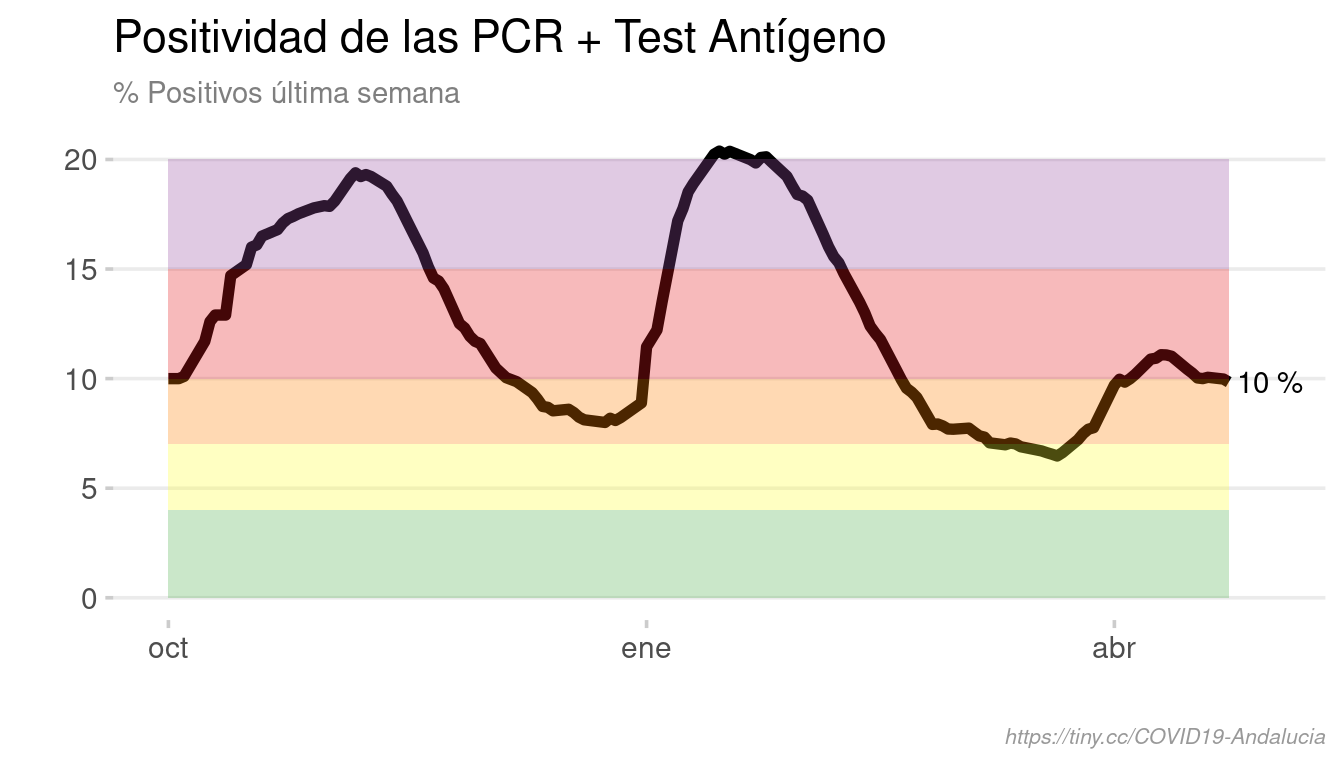 Positividad de las PCR + Test Antígeno
% Positivos última semana
20
15
10
5
0
10 %
oct
ene
abr
https://tiny.cc/COVID19-Andalucia